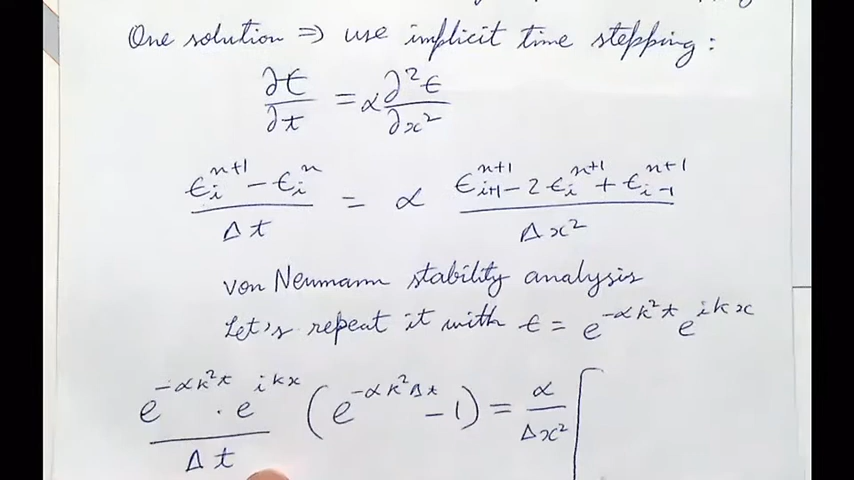 One solution ⇒ use implicit time stepping :
∂ϵ/∂t = α ∂²ϵ/∂x²
(ϵ_i^{n+1} - ϵ_i^n)/Δt = α (ϵ_{i+1}^{n+1} - 2ϵ_i^{n+1} + ϵ_{i-1}^{n+1})/Δx²
von Neumann stability analysis
Let's repeat it with ϵ = e^{-αk²t} e^{ikx}
(e^{-αk²t} · e^{ikx})/Δt (e^{-αk²Δt} - 1) = α/Δx² [